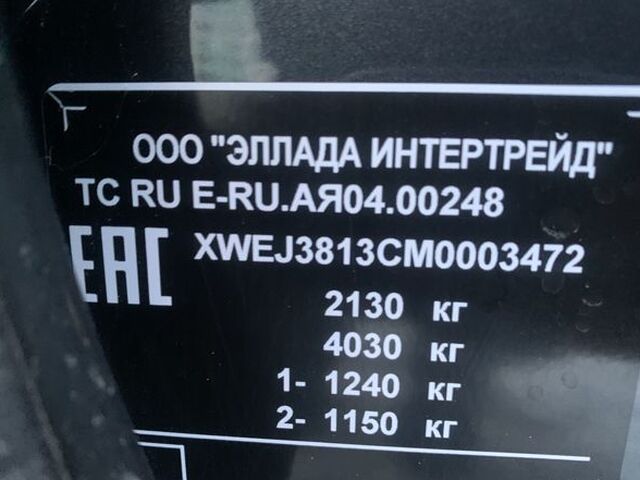 ООО "ЭЛЛАДА ИНТЕРТРЕЙД"
ТС RU E-RU.АЯ04.00248
EAC XWEJ3813CM0003472
2130 кг
4030 кг
1- 1240 кг
2- 1150 кг